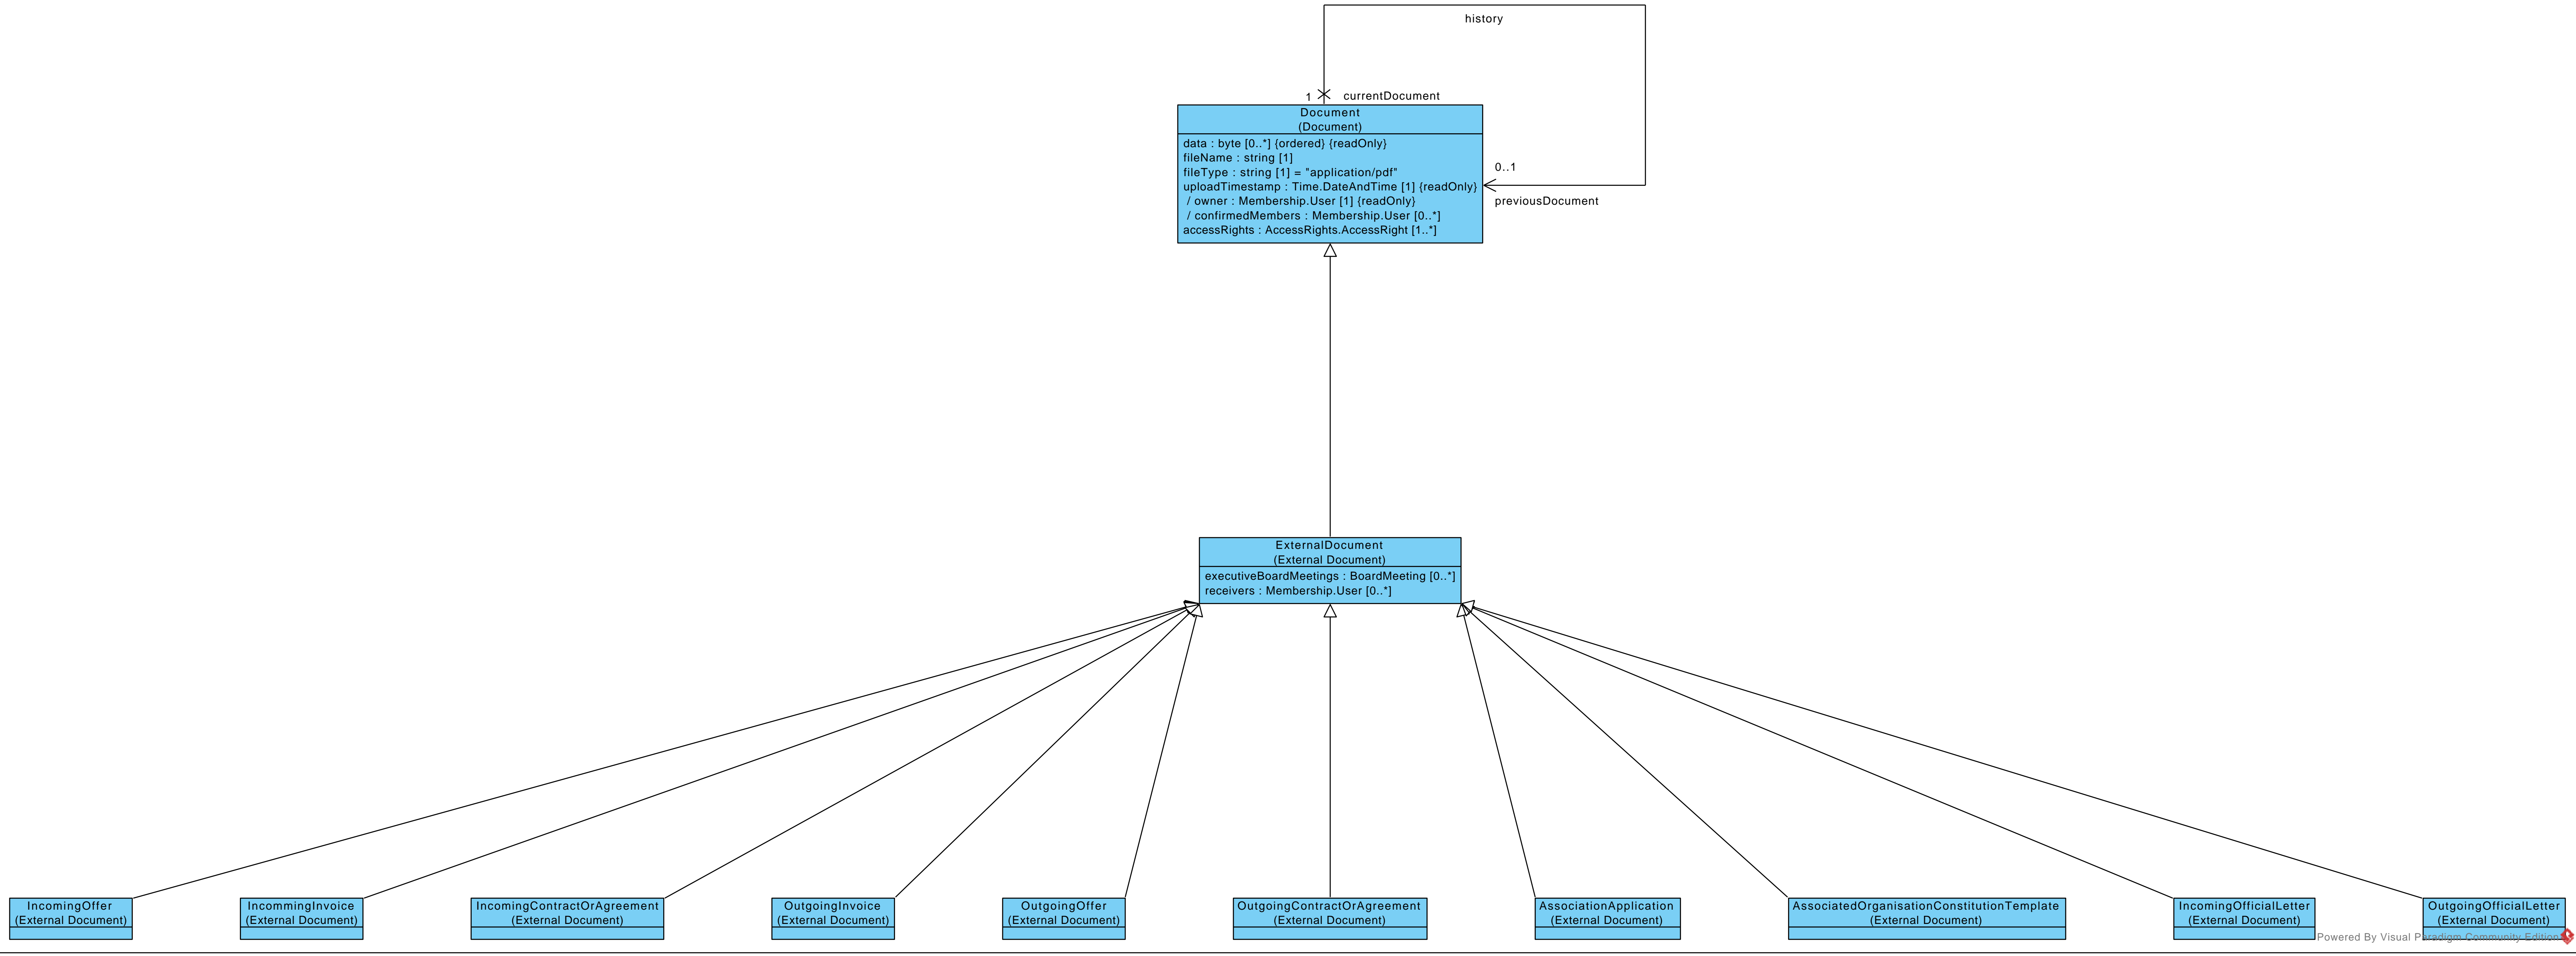 history
1
currentDocument
Document
(Document)
data : byte [0..*] {ordered} {readOnly}
fileName : string [1]
fileType : string [1] = "application/pdf"
uploadTimestamp : Time.DateAndTime [1] {readOnly}
/ owner : Membership.User [1] {readOnly}
/ confirmedMembers : Membership.User [0..*]
accessRights : AccessRights.AccessRight [1..*]
0..1
previousDocument
ExternalDocument
(External Document)
executiveBoardMeetings : BoardMeeting [0..*]
receivers : Membership.User [0..*]
IncomingOffer
(External Document)
IncommingInvoice
(External Document)
IncomingContractOrAgreement
(External Document)
OutgoingInvoice
(External Document)
OutgoingOffer
(External Document)
OutgoingContractOrAgreement
(External Document)
AssociationApplication
(External Document)
AssociatedOrganisationConstitutionTemplate
(External Document)
IncomingOfficialLetter
(External Document)
OutgoingOfficialLetter
(External Document)
Powered By Visual Paradigm Community Edition